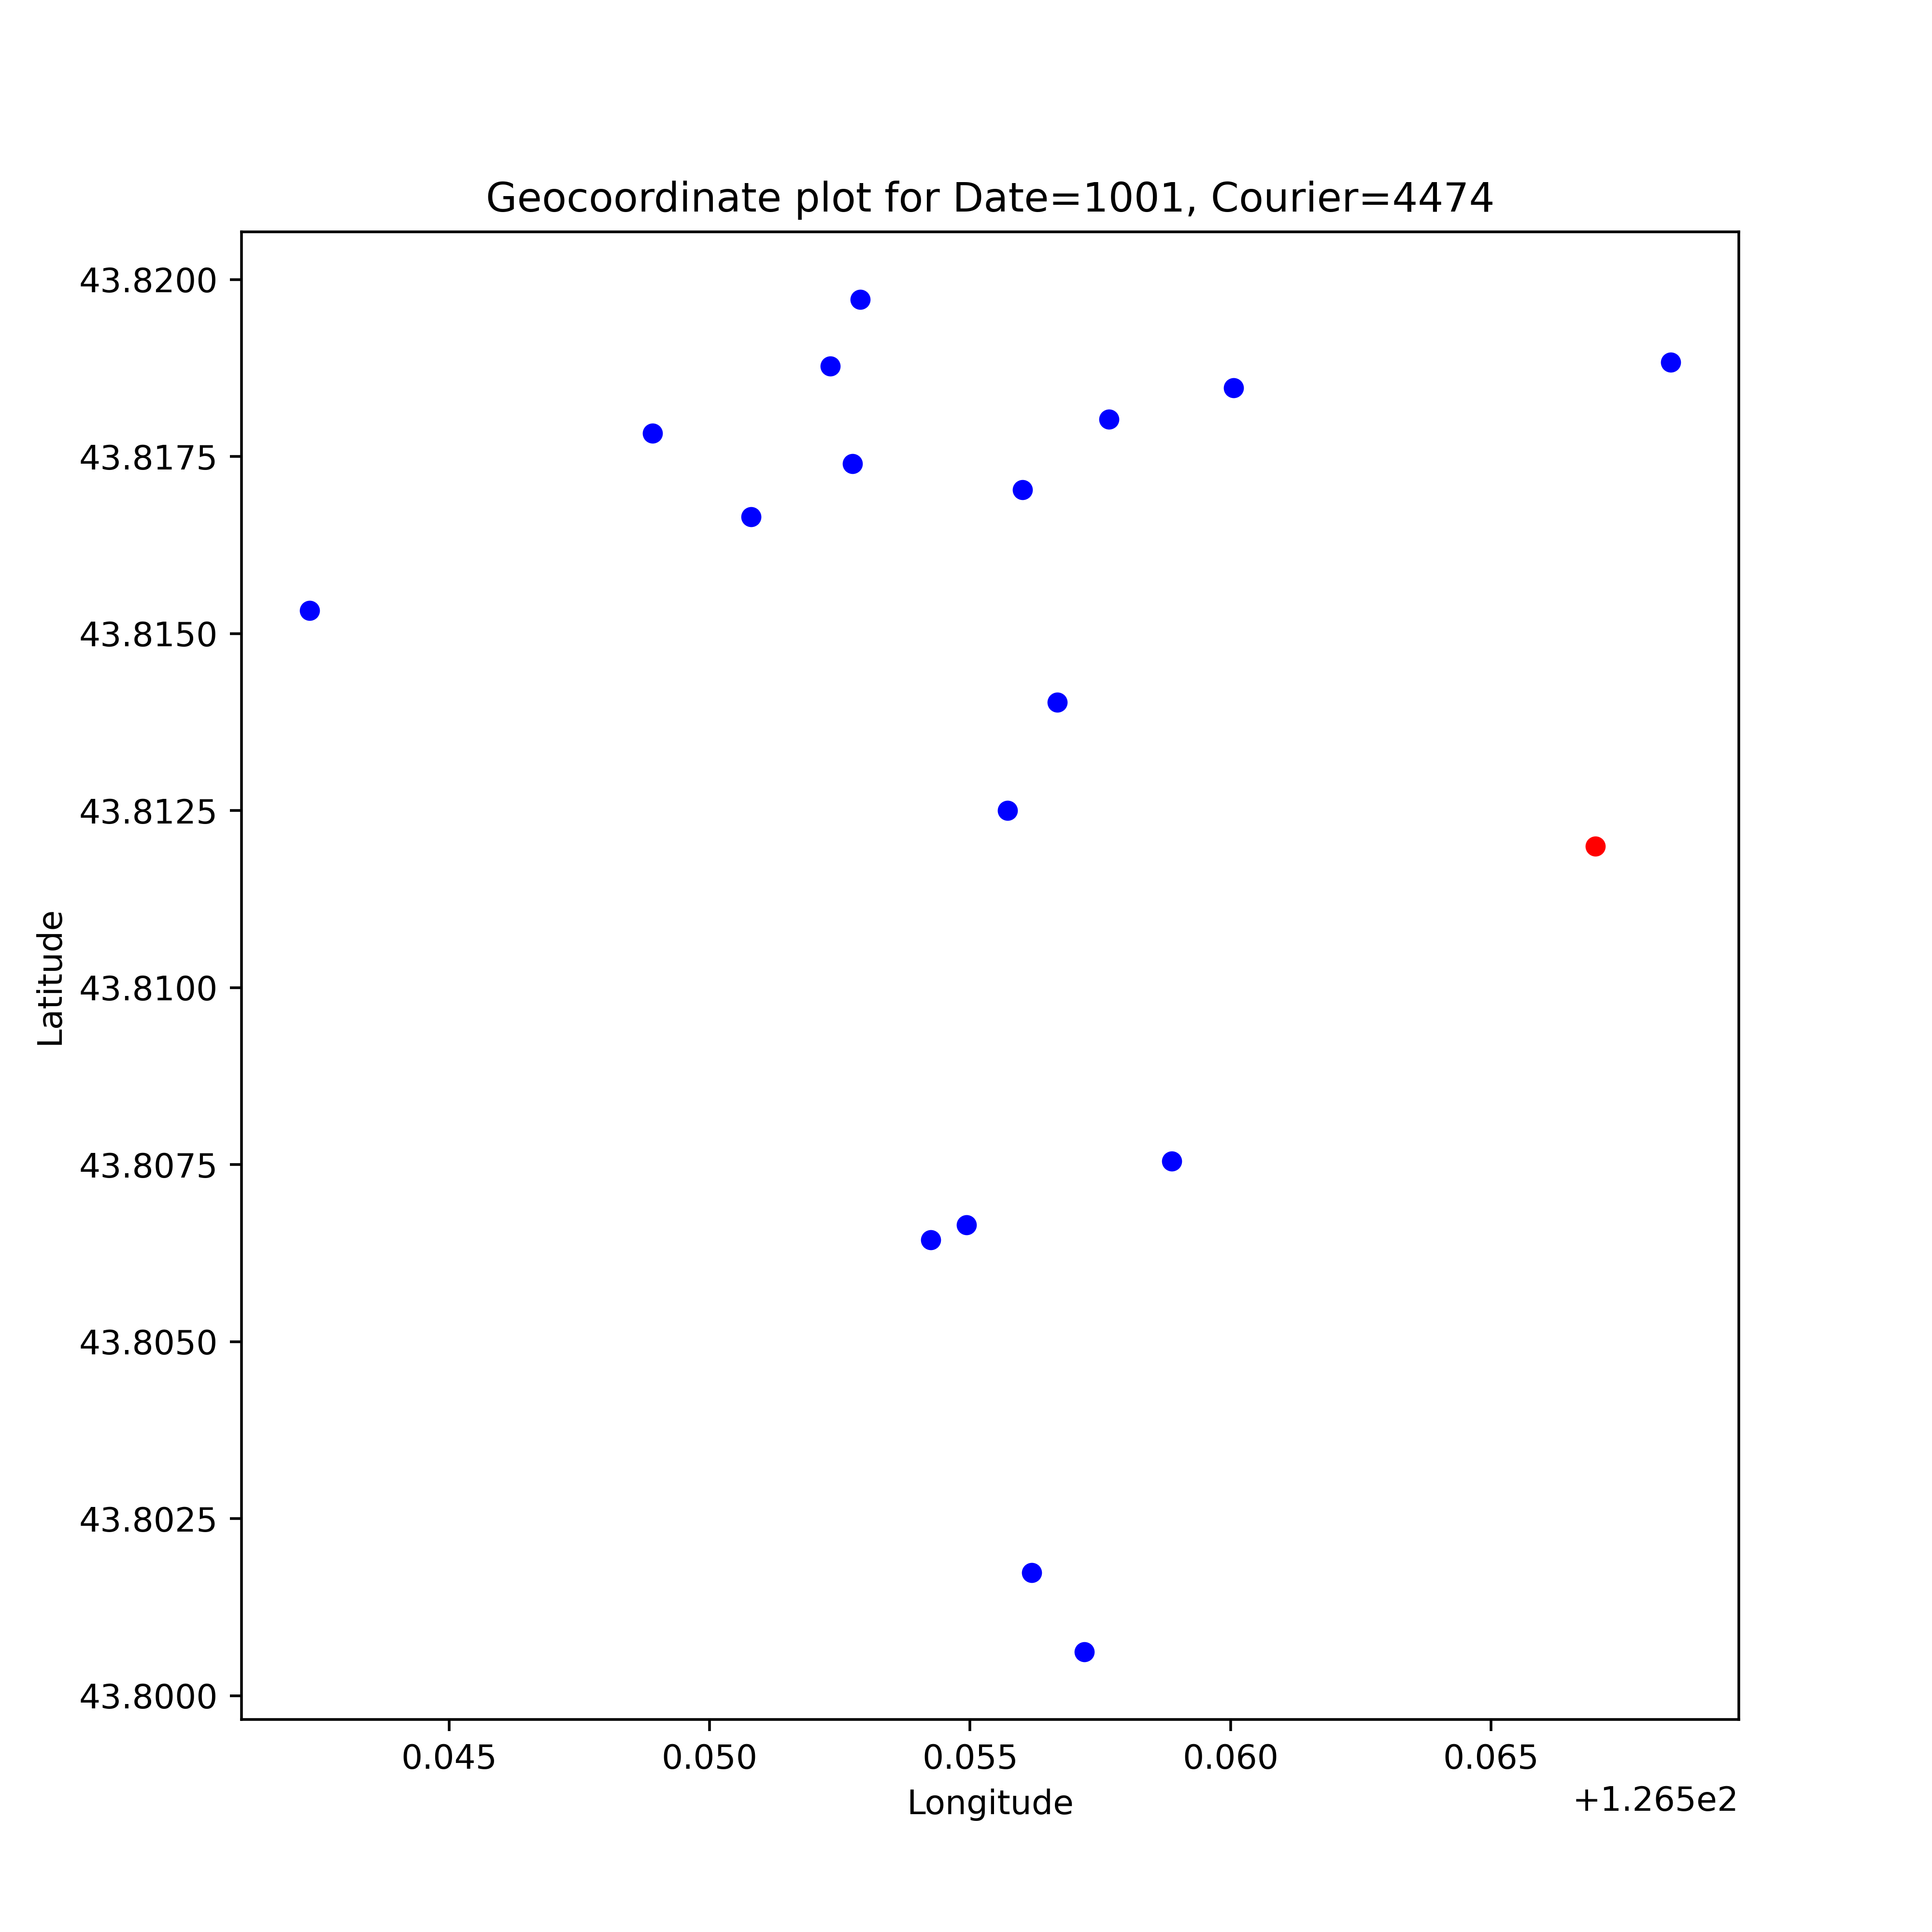 Geocoordinate plot for Date=1001, Courier=4474
43.8200
43.8175
43.8150
43.8125
43.8100
43.8075
43.8050
43.8025
43.8000
Latitude
0.045 0.050 0.055 0.060 0.065
Longitude
+1.265e2